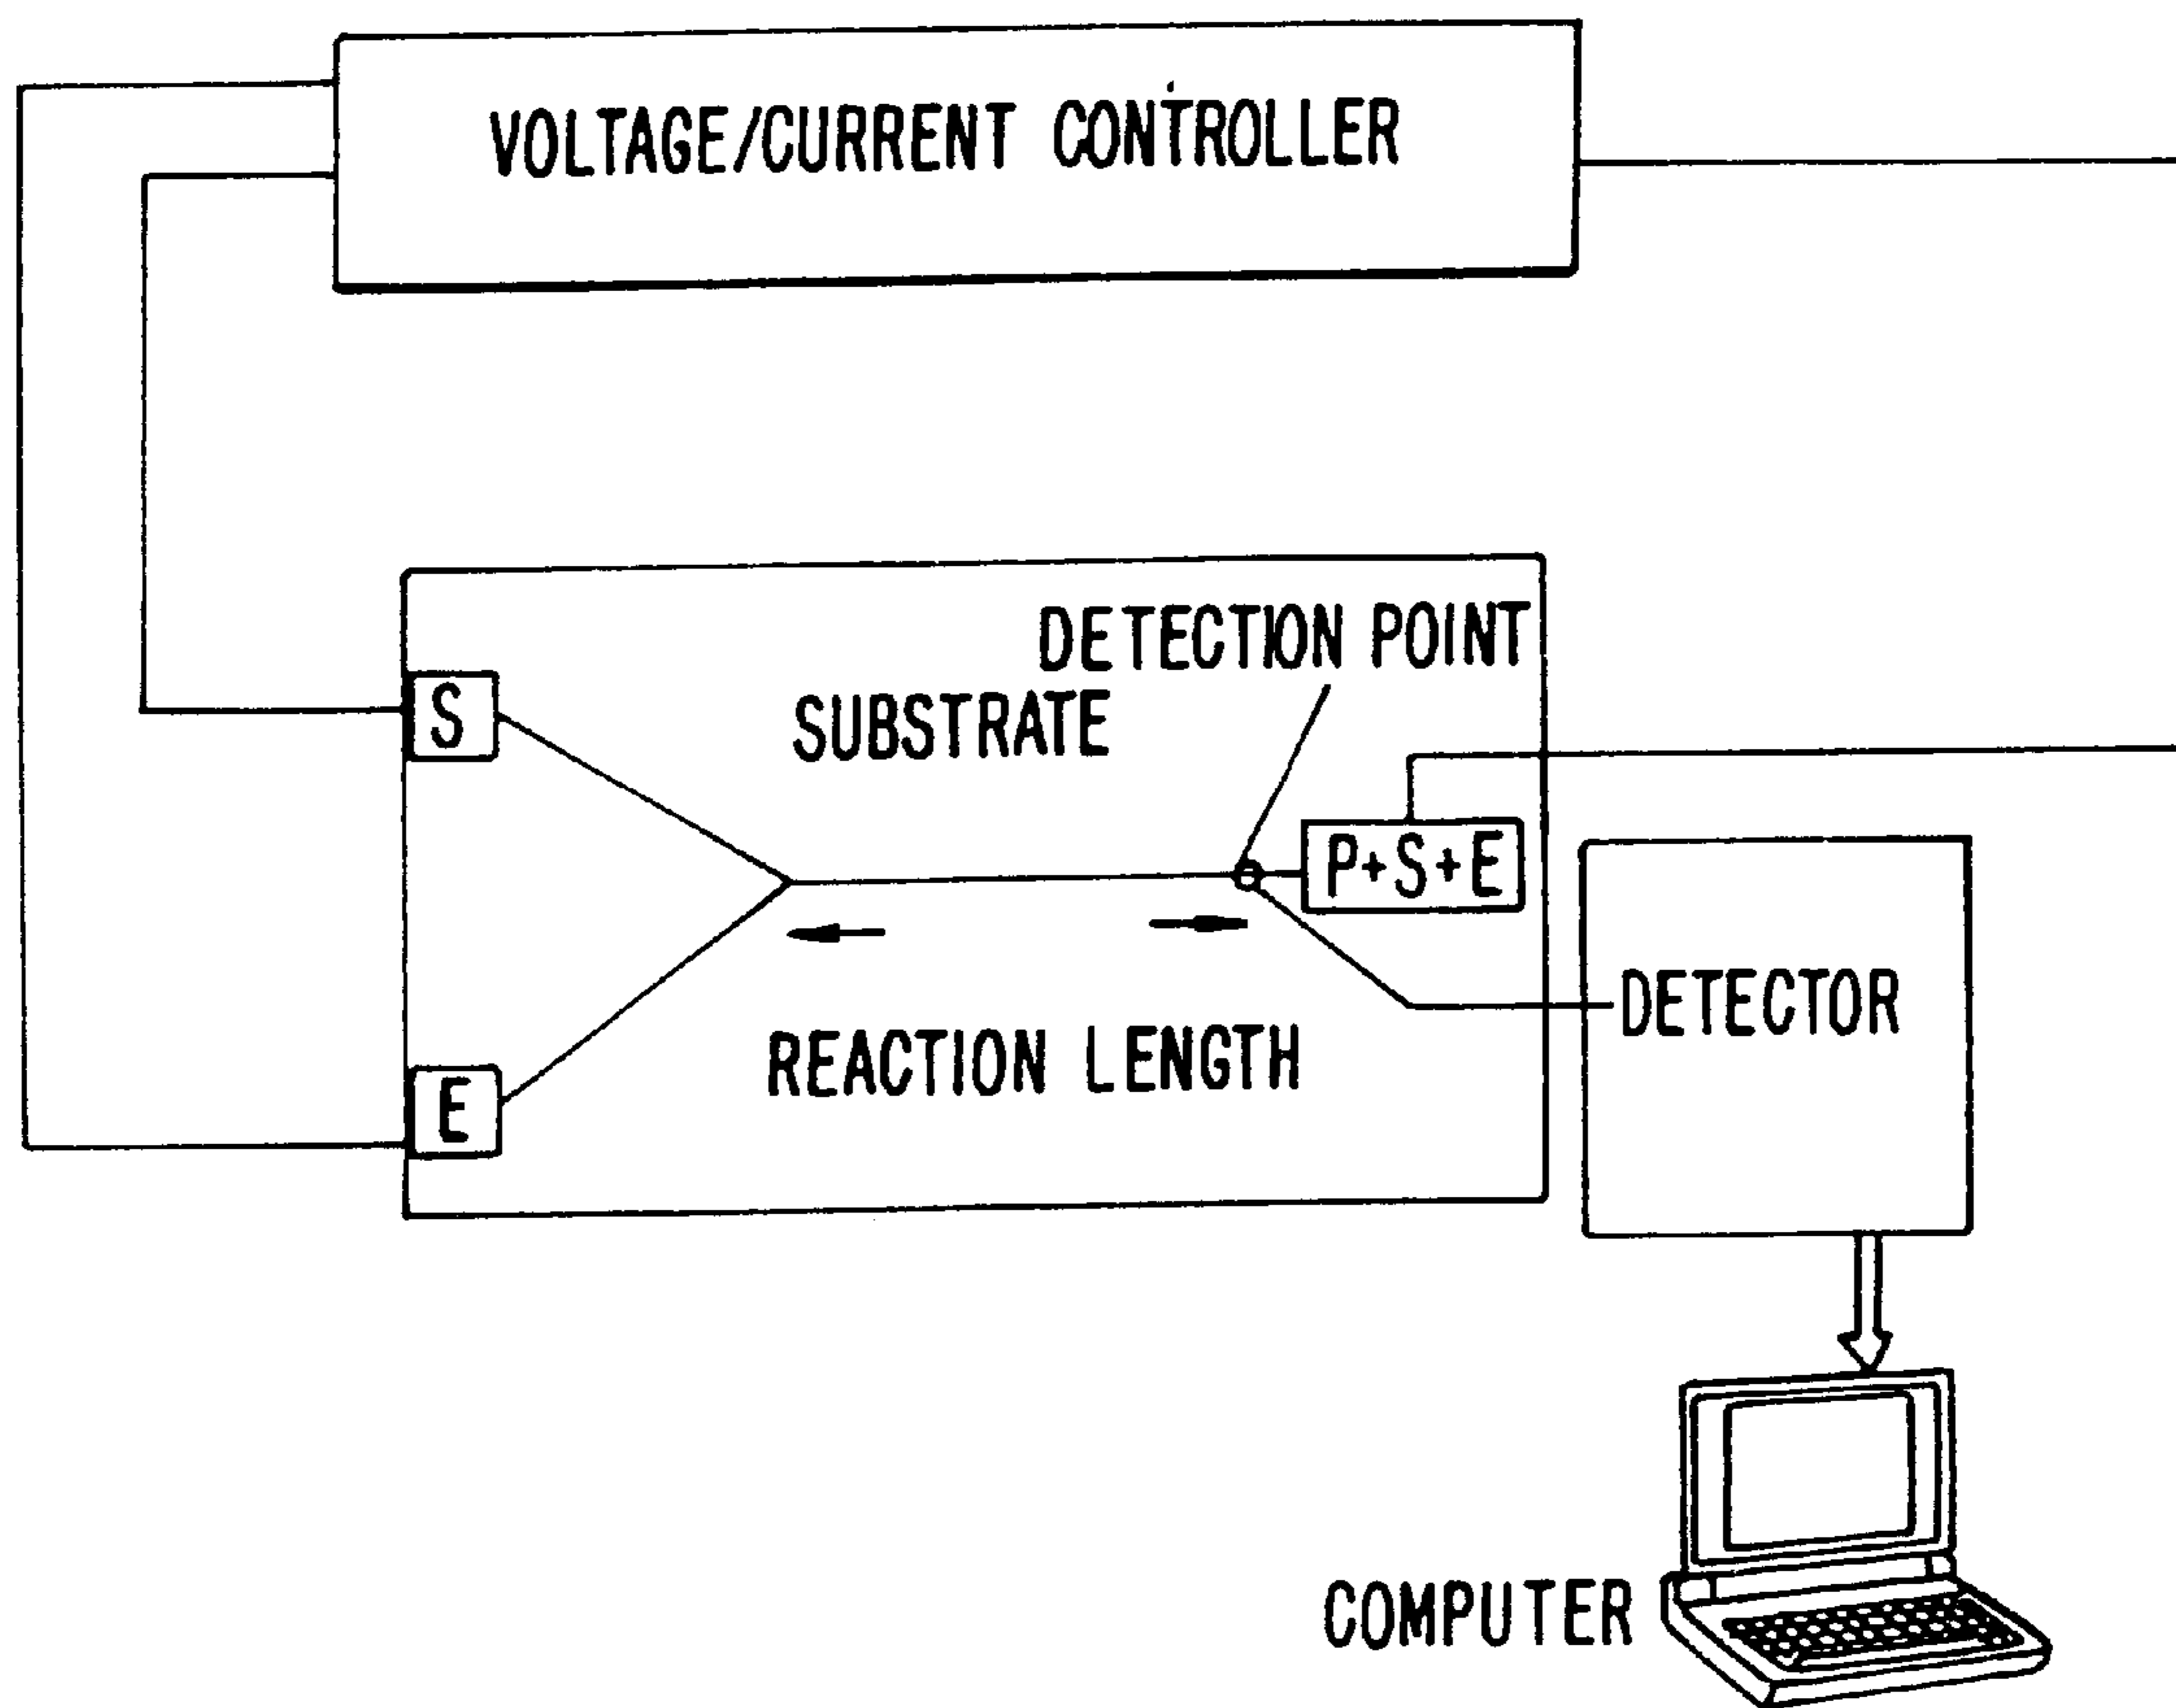 VOLTAGE/CURRENT CONTROLLER
DETECTION POINT
S
SUBSTRATE
P+S+E
DETECTOR
REACTION LENGTH
E
COMPUTER